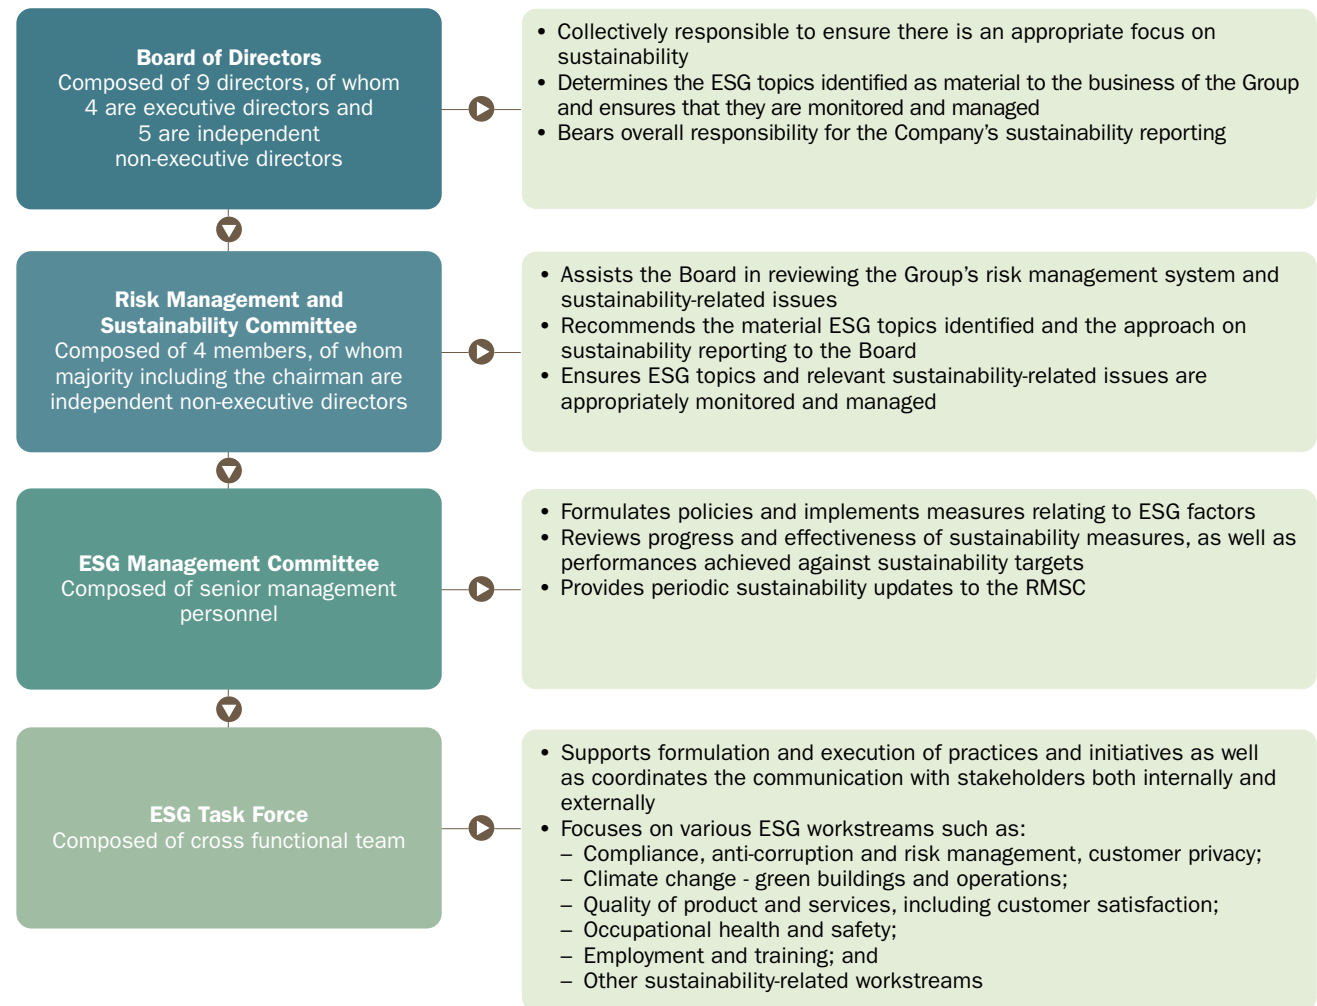 Board of Directors
Composed of 9 directors, of whom
4 are executive directors and
5 are independent
non-executive directors
• Collectively responsible to ensure there is an appropriate focus on
sustainability
• Determines the ESG topics identified as material to the business of the Group
and ensures that they are monitored and managed
• Bears overall responsibility for the Company’s sustainability reporting
Risk Management and
Sustainability Committee
Composed of 4 members, of whom
majority including the chairman are
independent non-executive directors
• Assists the Board in reviewing the Group’s risk management system and
sustainability-related issues
• Recommends the material ESG topics identified and the approach on
sustainability reporting to the Board
• Ensures ESG topics and relevant sustainability-related issues are
appropriately monitored and managed
ESG Management Committee
Composed of senior management
personnel
• Formulates policies and implements measures relating to ESG factors
• Reviews progress and effectiveness of sustainability measures, as well as
performances achieved against sustainability targets
• Provides periodic sustainability updates to the RMSC
ESG Task Force
Composed of cross functional team
• Supports formulation and execution of practices and initiatives as well
as coordinates the communication with stakeholders both internally and
externally
• Focuses on various ESG workstreams such as:
– Compliance, anti-corruption and risk management, customer privacy;
– Climate change - green buildings and operations;
– Quality of product and services, including customer satisfaction;
– Occupational health and safety;
– Employment and training; and
– Other sustainability-related workstreams